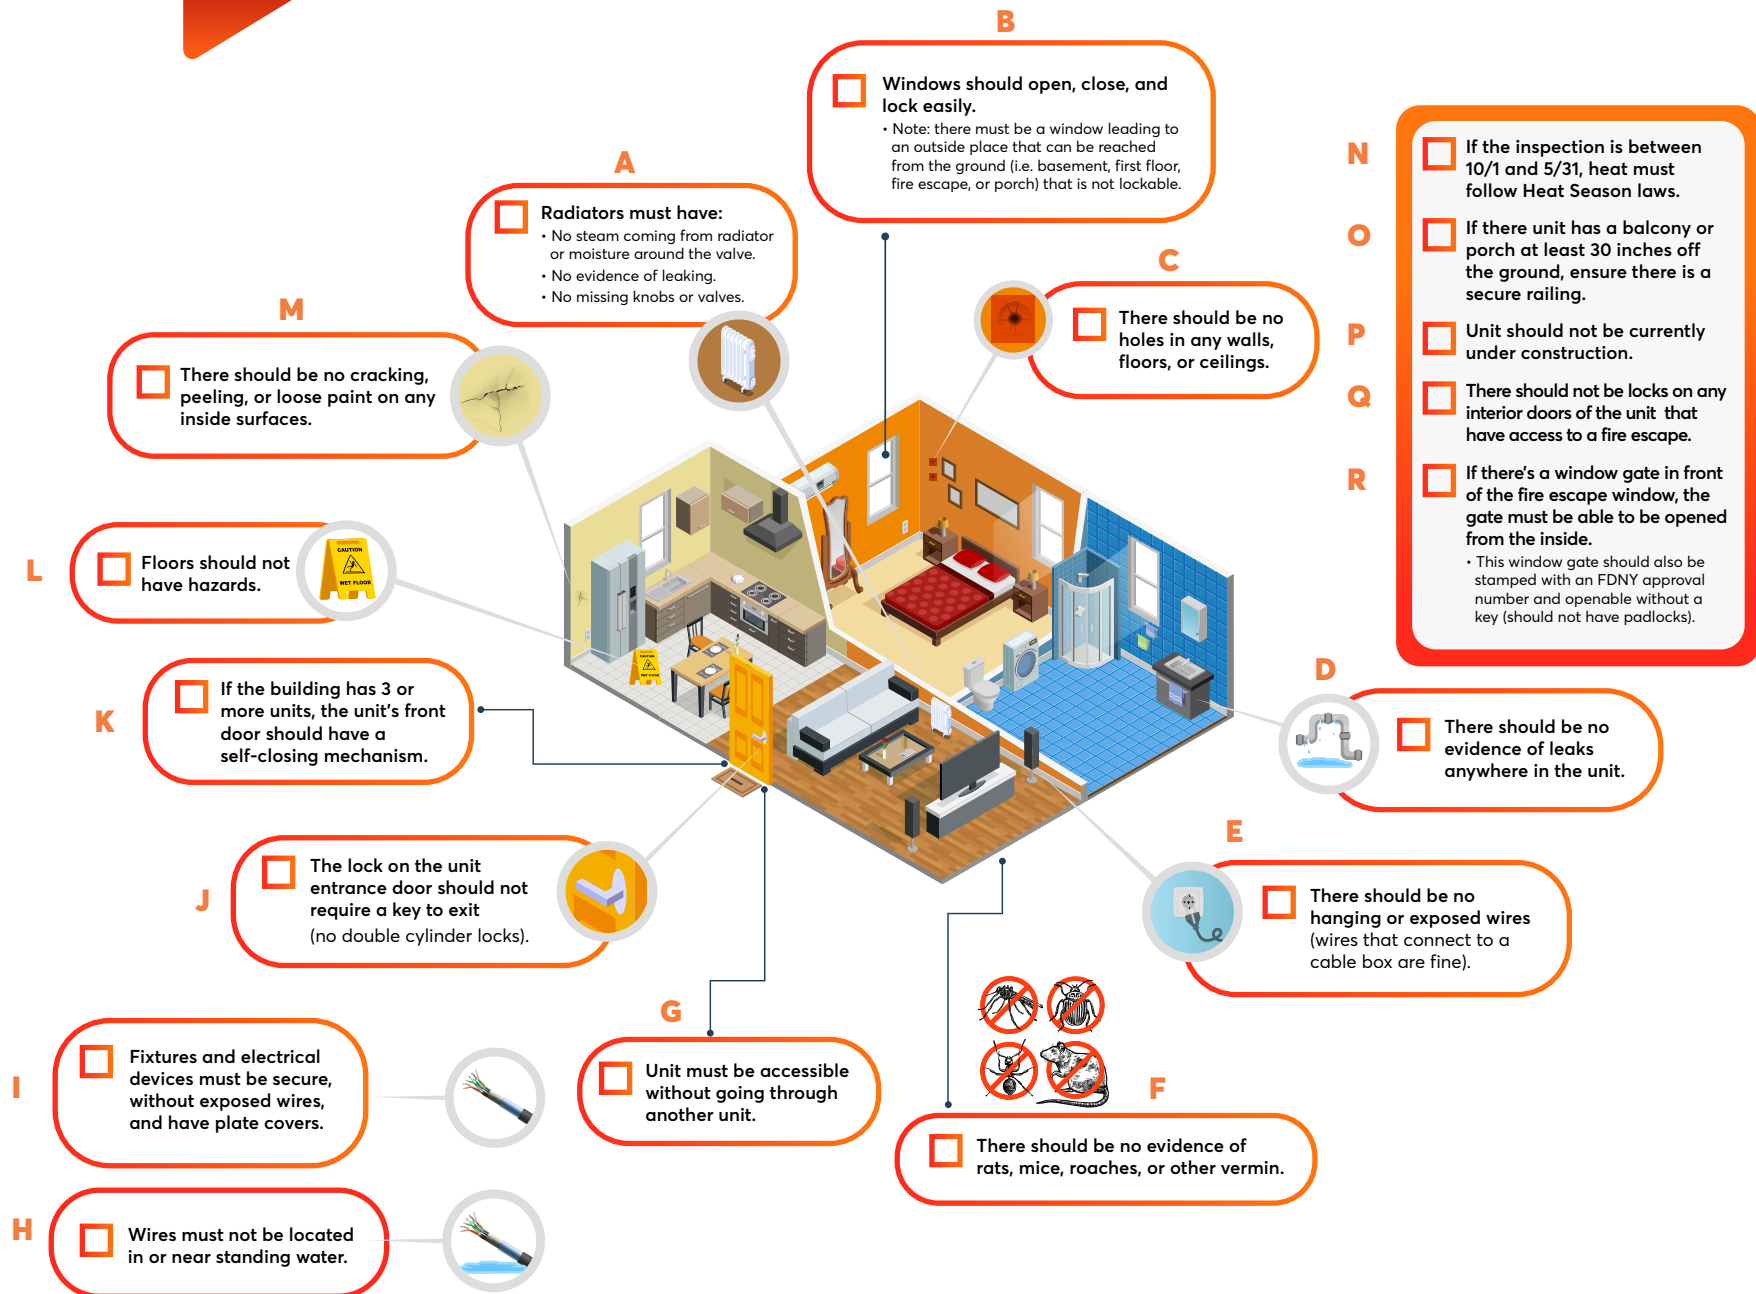 A
Radiators must have:
• No steam coming from radiator
or moisture around the valve.
• No evidence of leaking.
• No missing knobs or valves.
B
Windows should open, close, and
lock easily.
• Note: there must be a window leading to
an outside place that can be reached
from the ground (i.e. basement, first floor,
fire escape, or porch) that is not lockable.
C
There should be no
holes in any walls,
floors, or ceilings.
D
There should be no
evidence of leaks
anywhere in the unit.
E
There should be no
hanging or exposed wires
(wires that connect to a
cable box are fine).
F
There should be no evidence of
rats, mice, roaches, or other vermin.
G
Unit must be accessible
without going through
another unit.
H
Wires must not be located
in or near standing water.
I
Fixtures and electrical
devices must be secure,
without exposed wires,
and have plate covers.
J
The lock on the unit
entrance door should not
require a key to exit
(no double cylinder locks).
K
If the building has 3 or
more units, the unit's front
door should have a
self-closing mechanism.
L
Floors should not
have hazards.
CAUTION
WET FLOOR
CAUTION
WET FLOOR
M
There should be no cracking,
peeling, or loose paint on any
inside surfaces.
N
If the inspection is between
10/1 and 5/31, heat must
follow Heat Season laws.
O
If there unit has a balcony or
porch at least 30 inches off
the ground, ensure there is a
secure railing.
P
Unit should not be currently
under construction.
Q
There should not be locks on any
interior doors of the unit that
have access to a fire escape.
R
If there's a window gate in front
of the fire escape window, the
gate must be able to be opened
from the inside.
• This window gate should also be
stamped with an FDNY approval
number and openable without a
key (should not have padlocks).